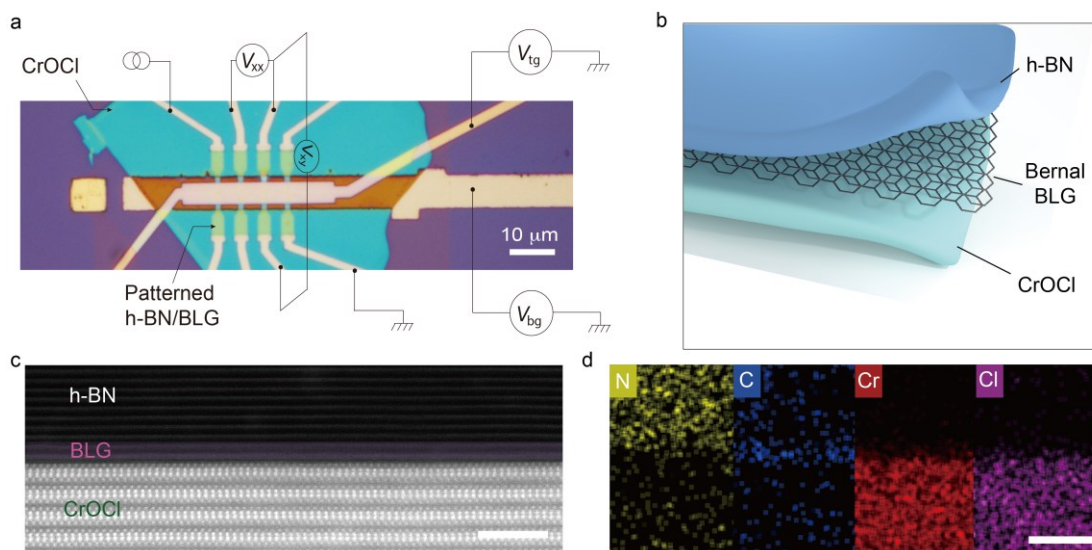 a
CrOCl
Vxx
Vtg
Vxy
10 μm
Patterned
h-BN/BLG
Vbg
b
h-BN
Bernal
BLG
CrOCl
c
h-BN
BLG
CrOCl
d
N
C
Cr
Cl